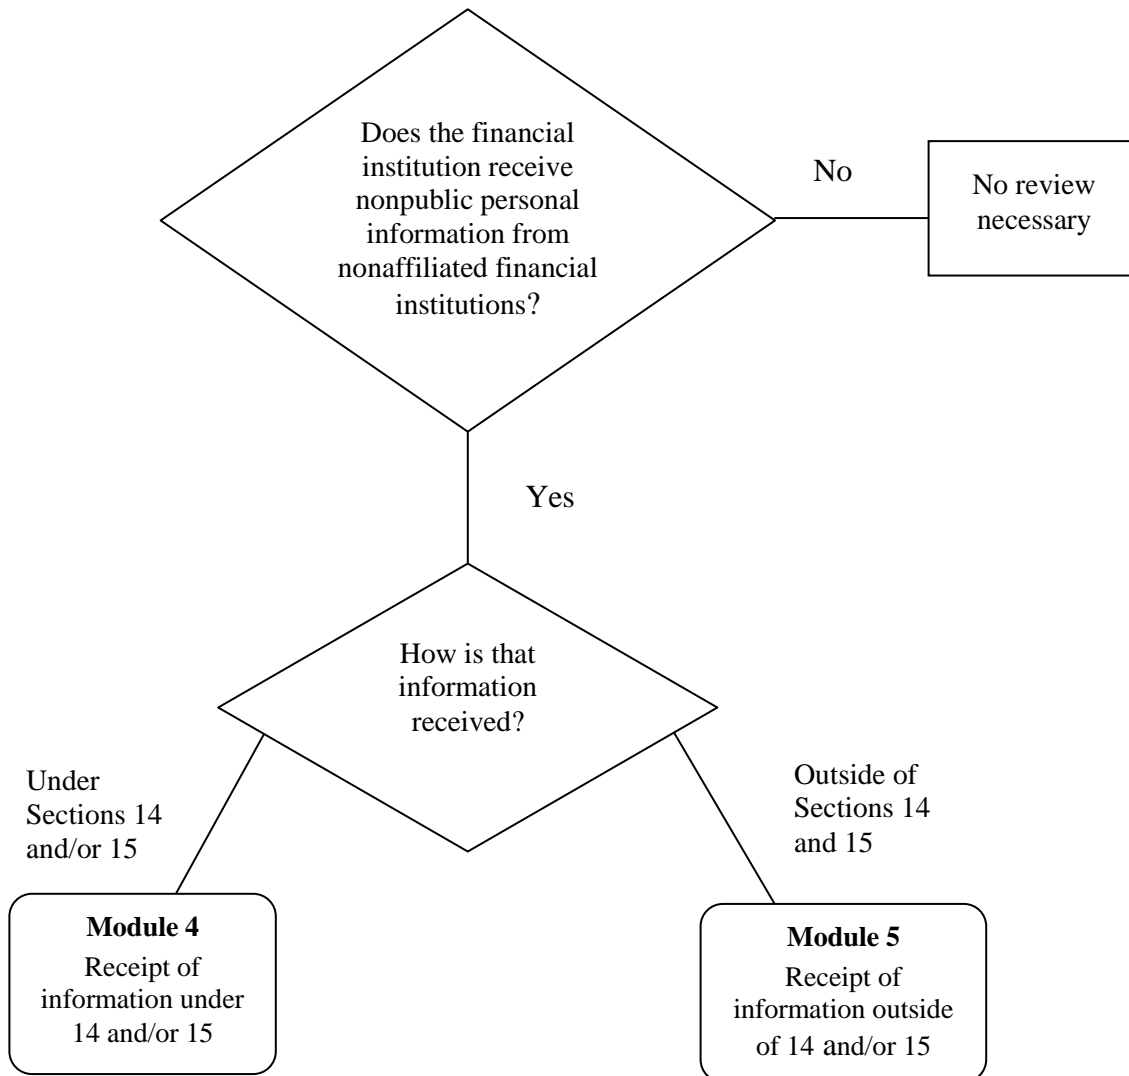 Does the financial
institution receive
nonpublic personal
information from
nonaffiliated financial
institutions?
No
No review
necessary
Yes
How is that
information
received?
Under
Sections 14
and/or 15
Outside of
Sections 14
and 15
Module 4
Receipt of
information under
14 and/or 15
Module 5
Receipt of
information outside
of 14 and/or 15